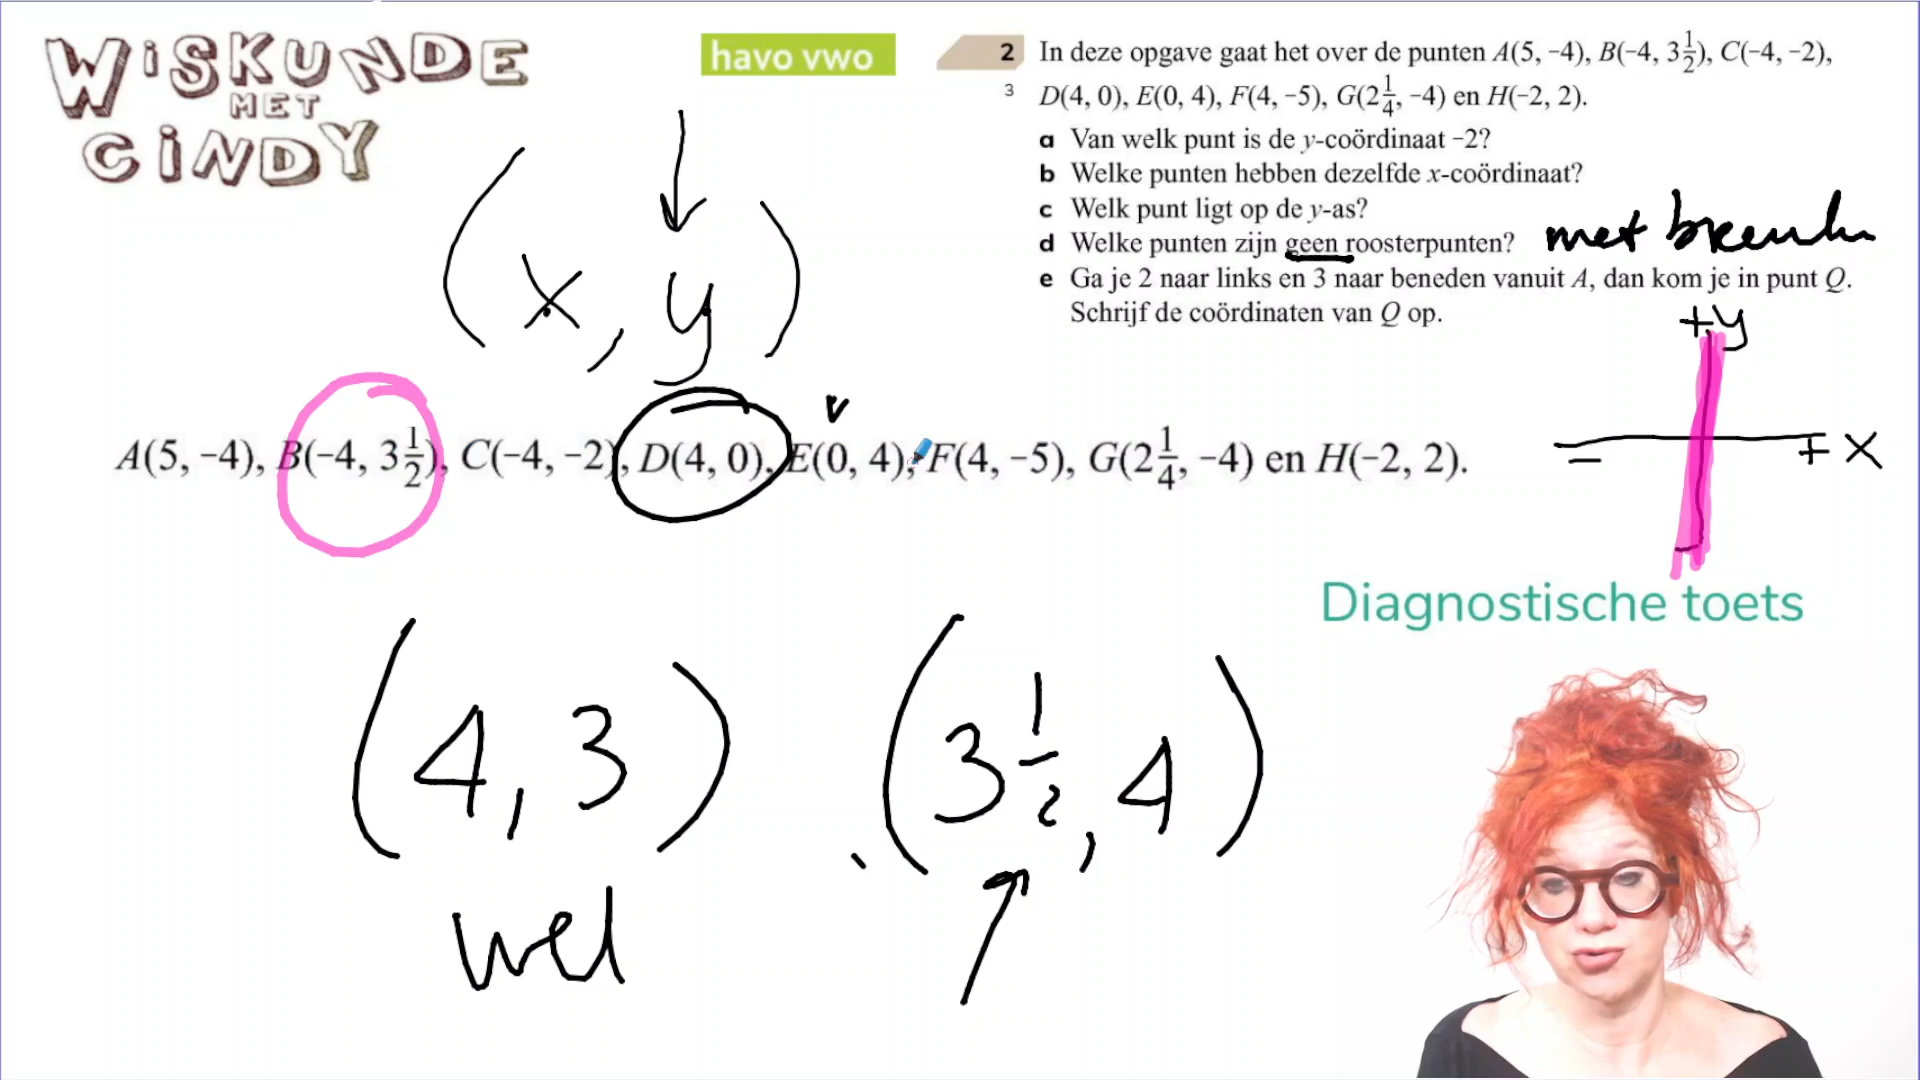 WiSKUNDE
MET
CiNDY
havo vwo
2 In deze opgave gaat het over de punten A(5, −4), B(−4, 3½), C(−4, −2),
3 D(4, 0), E(0, 4), F(4, −5), G(2¼, −4) en H(−2, 2).
a Van welk punt is de y-coördinaat −2?
b Welke punten hebben dezelfde x-coördinaat?
c Welk punt ligt op de y-as?
d Welke punten zijn geen roosterpunten? met
e Ga je 2 naar links en 3 naar beneden vanuit A, dan kom je in punt Q.
Schrijf de coördinaten van Q op.
(x, y)
+y
− + x
A(5, −4), B(−4, 3½), C(−4, −2), D(4, 0), E(0, 4), F(4, −5), G(2¼, −4) en H(−2, 2).
Diagnostische toets
(4, 3) (3½, 4)
wel